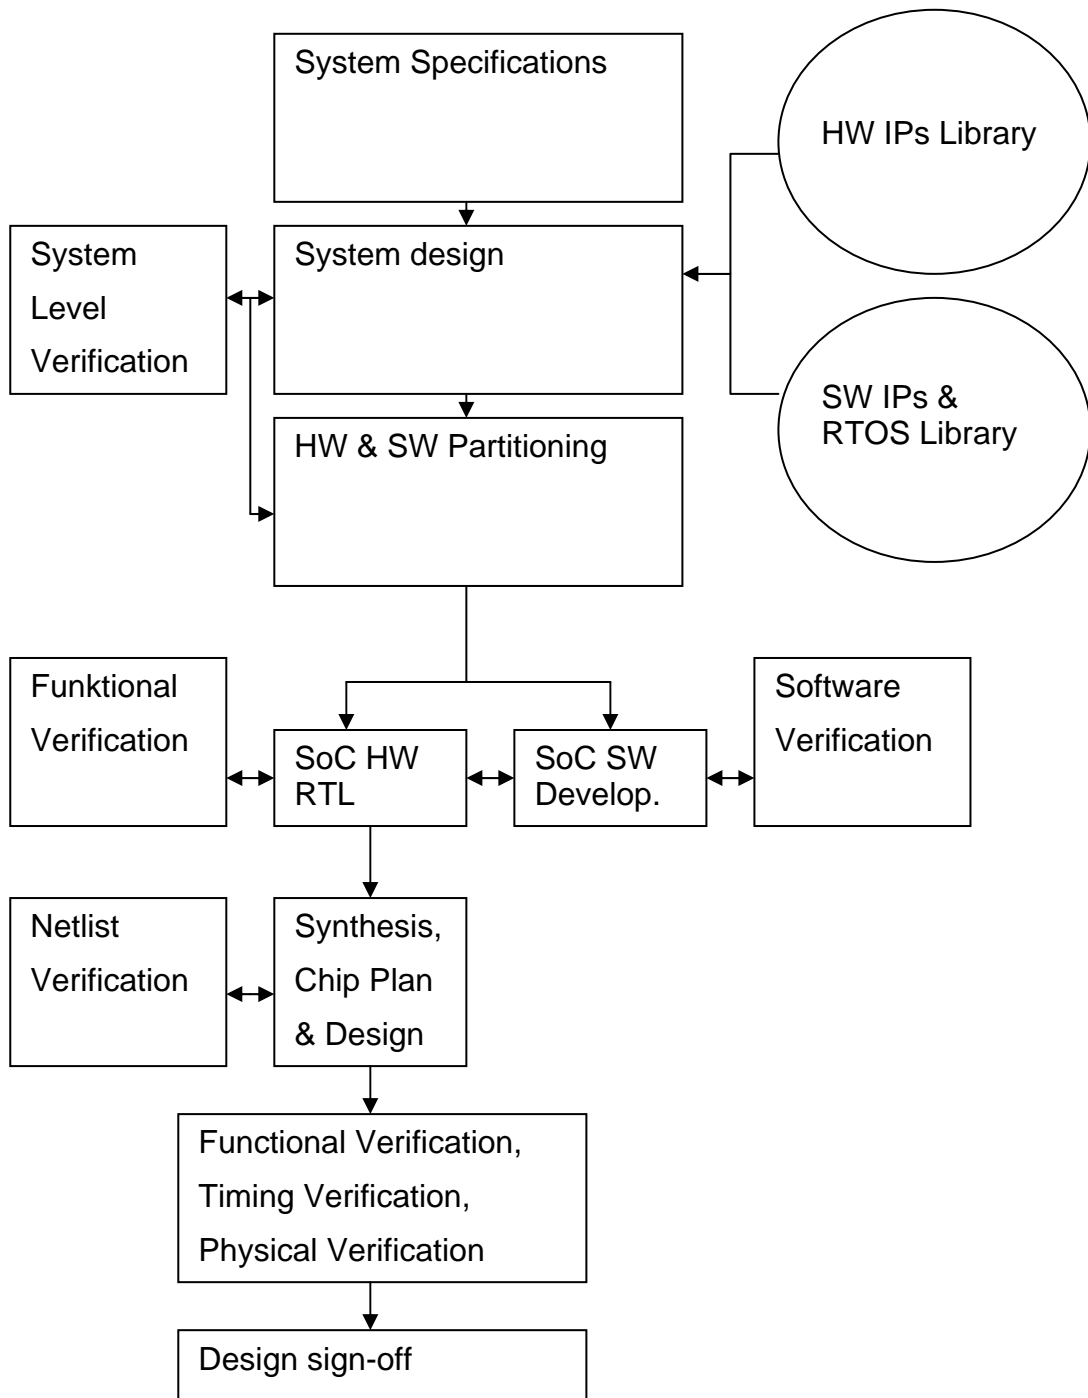 System Specifications
HW IPs Library
System
Level
Verification
System design
SW IPs &
RTOS Library
HW & SW Partitioning
Funktional
Verification
SoC HW
RTL
SoC SW
Develop.
Software
Verification
Netlist
Verification
Synthesis,
Chip Plan
& Design
Functional Verification,
Timing Verification,
Physical Verification
Design sign-off